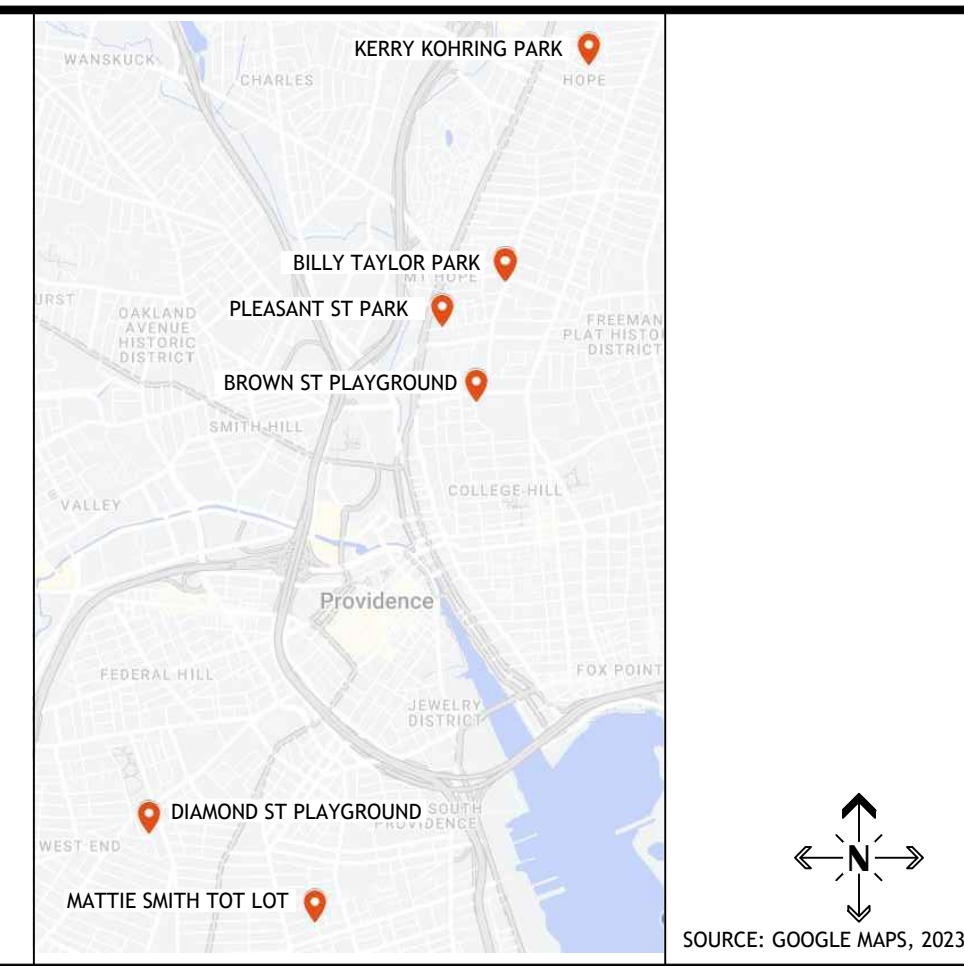 KERRY KOHRING PARK
WANSKUCK
CHARLES
HOPE
BILLY TAYLOR PARK
MT HOPE
PLEASANT ST PARK
URST
OAKLAND
AVENUE
HISTORIC
DISTRICT
FREEMAN
PLAT HISTO
DISTRICT
BROWN ST PLAYGROUND
SMITH HILL
COLLEGE HILL
VALLEY
Providence
FEDERAL HILL
FOX POINT
JEWELRY
DISTRICT
DIAMOND ST PLAYGROUND
SOUTH
PROVIDENCE
WEST END
MATTIE SMITH TOT LOT
N
SOURCE: GOOGLE MAPS, 2023